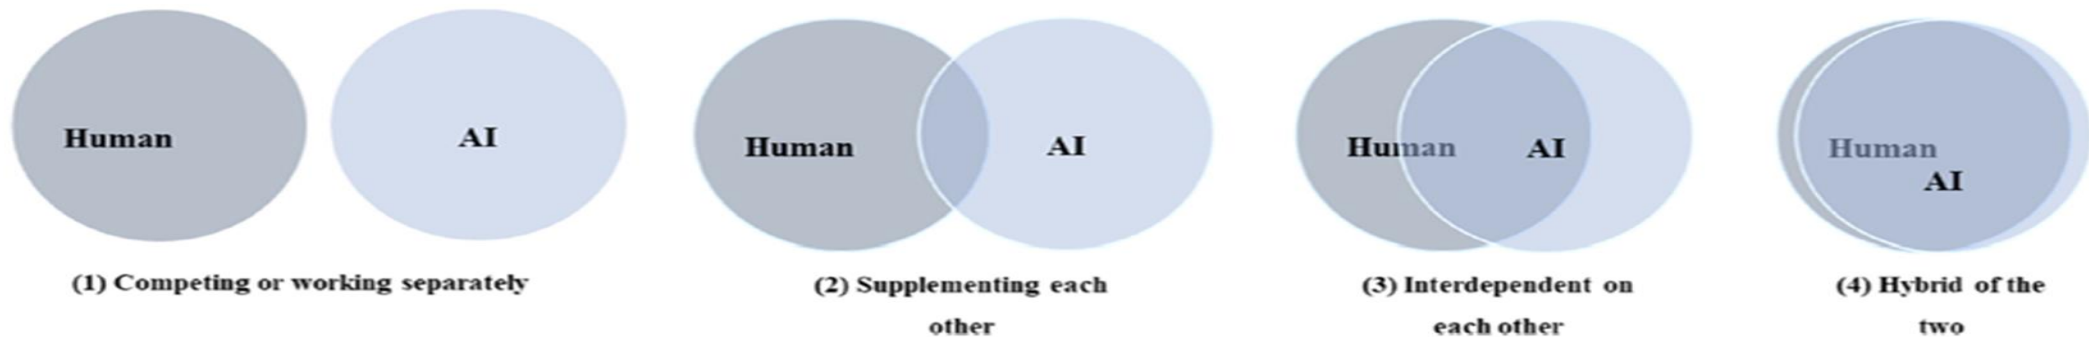 Human
AI
(1) Competing or working separately
Human
AI
(2) Supplementing each
other
Human
AI
(3) Interdependent on
each other
Human
AI
(4) Hybrid of the
two